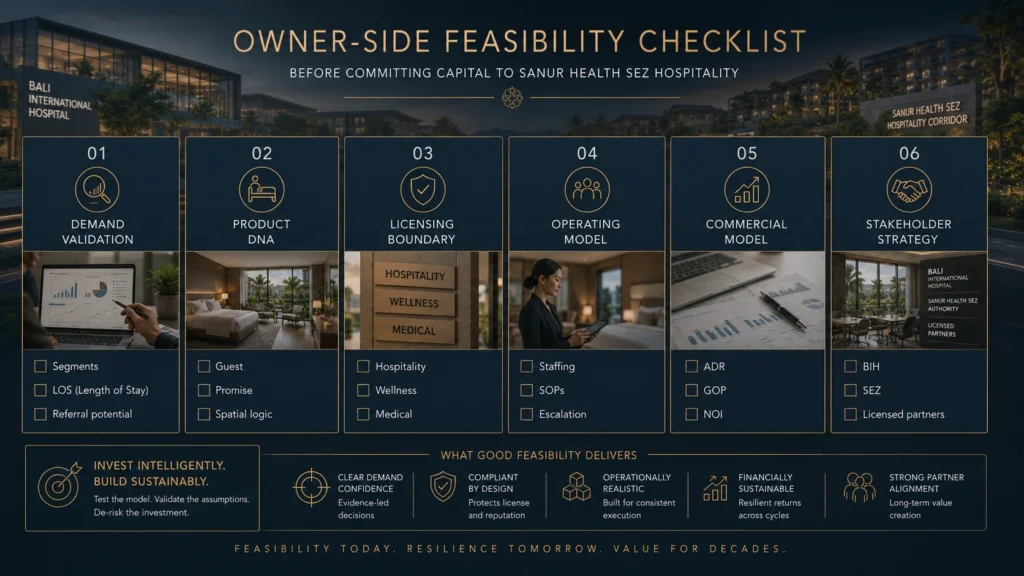 OWNER-SIDE FEASIBILITY CHECKLIST
BEFORE COMMITTING CAPITAL TO SANUR HEALTH SEZ HOSPITALITY
BALI
INTERNATIONAL
HOSPITAL
SANUR HEALTH SEZ
HOSPITALITY CORRIDOR
01
DEMAND
VALIDATION
Segments
LOS (Length of Stay)
Referral potential
02
PRODUCT
DNA
Guest
Promise
Spatial logic
03
LICENSING
BOUNDARY
HOSPITALITY
WELLNESS
MEDICAL
Hospitality
Wellness
Medical
04
OPERATING
MODEL
Staffing
SOPs
Escalation
05
COMMERCIAL
MODEL
ADR
GOP
NOI
06
STAKEHOLDER
STRATEGY
BALI
INTERNATIONAL
HOSPITAL
SANUR HEALTH SEZ
AUTHORITY
LICENSED
PARTNERS
BIH
SEZ
Licensed partners
INVEST INTELLIGENTLY.
BUILD SUSTAINABLY.
Test the model. Validate the assumptions.
De-risk the investment.
WHAT GOOD FEASIBILITY DELIVERS
CLEAR DEMAND
CONFIDENCE
Evidence-led
decisions
COMPLIANT
BY DESIGN
Protects license
and reputation
OPERATIONALLY
REALISTIC
Built for consistent
execution
FINANCIALLY
SUSTAINABLE
Resilient returns
across cycles
STRONG PARTNER
ALIGNMENT
Long-term value
creation
FEASIBILITY TODAY. RESILIENCE TOMORROW. VALUE FOR DECADES.